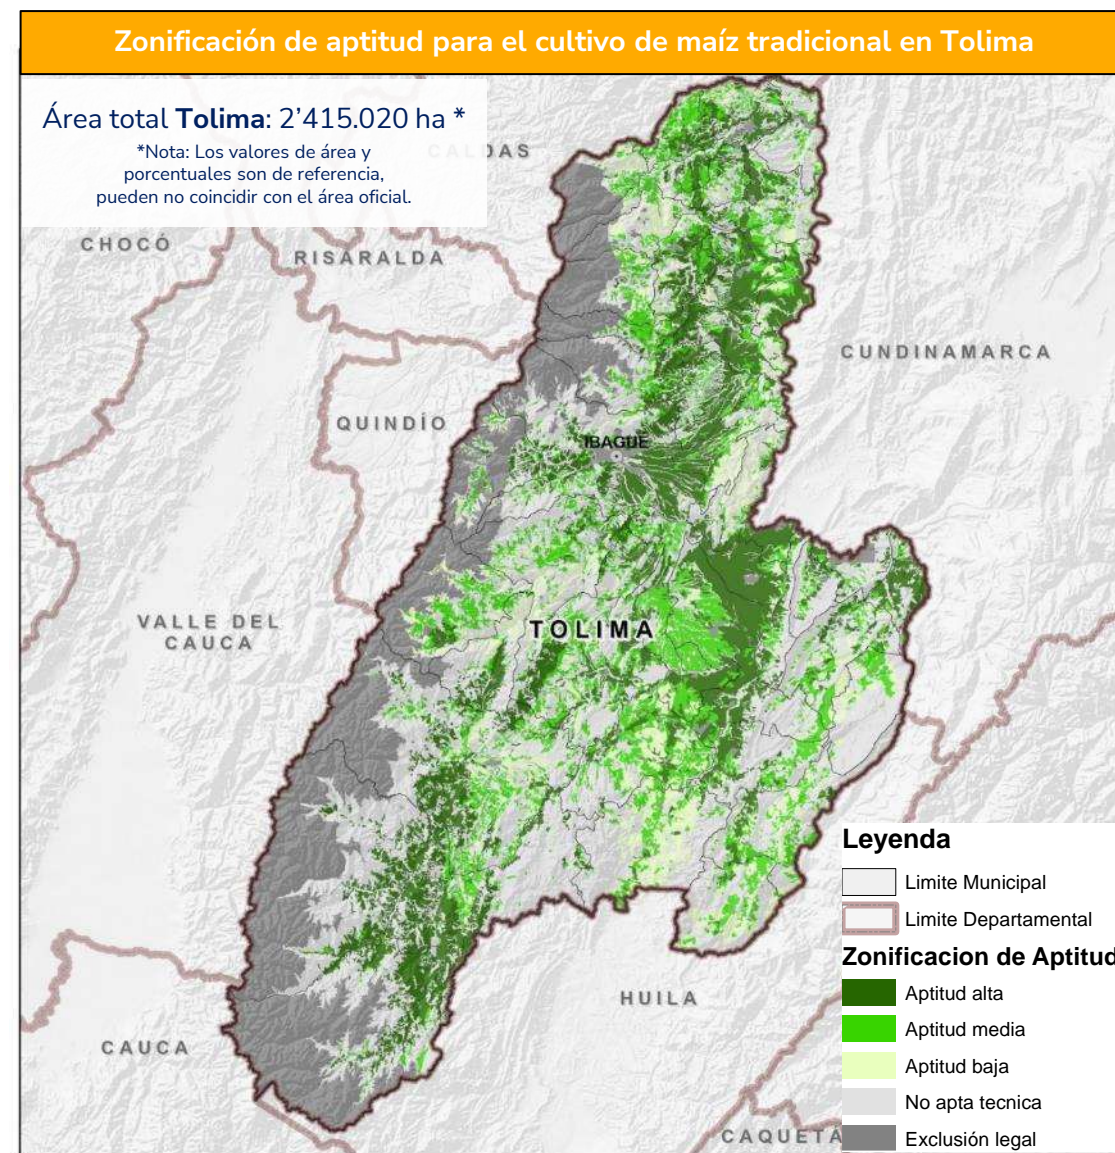 Zonificación de aptitud para el cultivo de maíz tradicional en Tolima
Área total Tolima: 2’415.020 ha *
*Nota: Los valores de área y
porcentuales son de referencia,
pueden no coincidir con el área oficial.
CALDAS
CHOCÓ
RISARALDA
CUNDINAMARCA
QUINDÍO
IBAGUE
VALLE DEL
CAUCA
TOLIMA
HUILA
CAUCA
CAQUETÁ
Leyenda
Limite Municipal
Limite Departamental
Zonificacion de Aptitud
Aptitud alta
Aptitud media
Aptitud baja
No apta tecnica
Exclusión legal